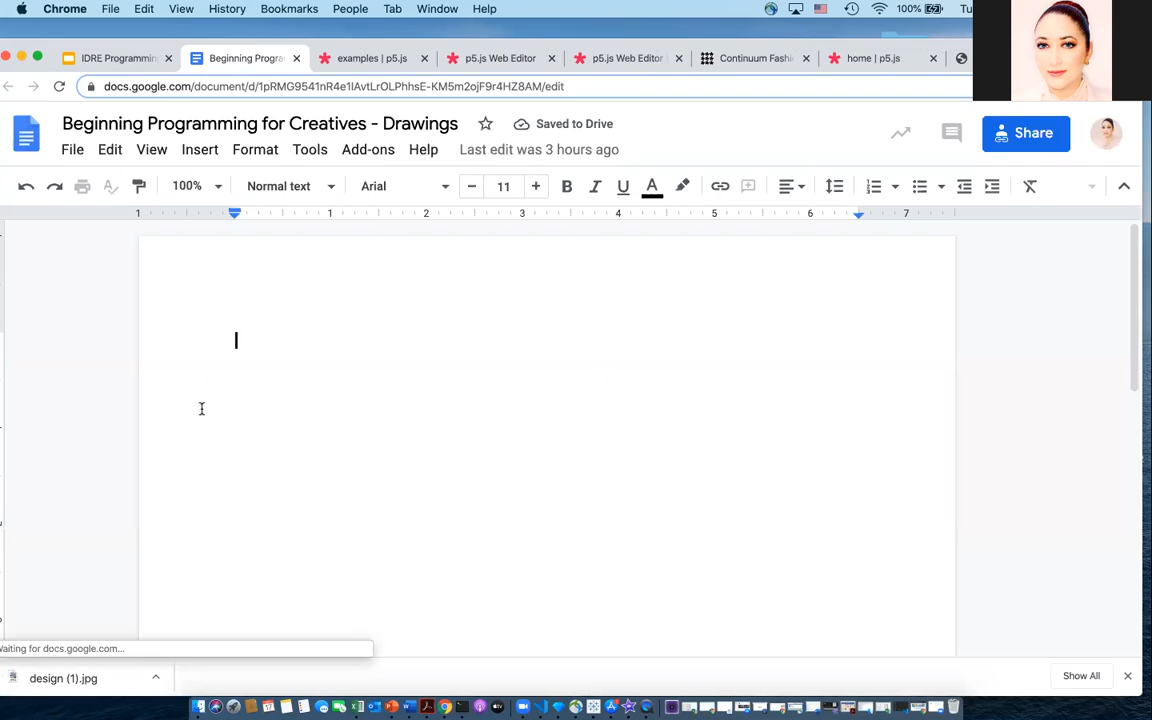 Chrome File Edit View History Bookmarks People Tab Window Help 100% Tu
IDRE Programmin Beginning Progra examples | p5.js p5.js Web Editor p5.js Web Editor Continuum Fashi home | p5.js
docs.google.com/document/d/1pRMG9541nR4e1IAvtLrOLPhhsE-KM5m2ojF9r4HZ8AM/edit
Beginning Programming for Creatives - Drawings Saved to Drive
Share
File Edit View Insert Format Tools Add-ons Help Last edit was 3 hours ago
100% Normal text Arial 11 B I U A
1 1 2 3 4 5 6 7
Waiting for docs.google.com...
design (1).jpg Show All